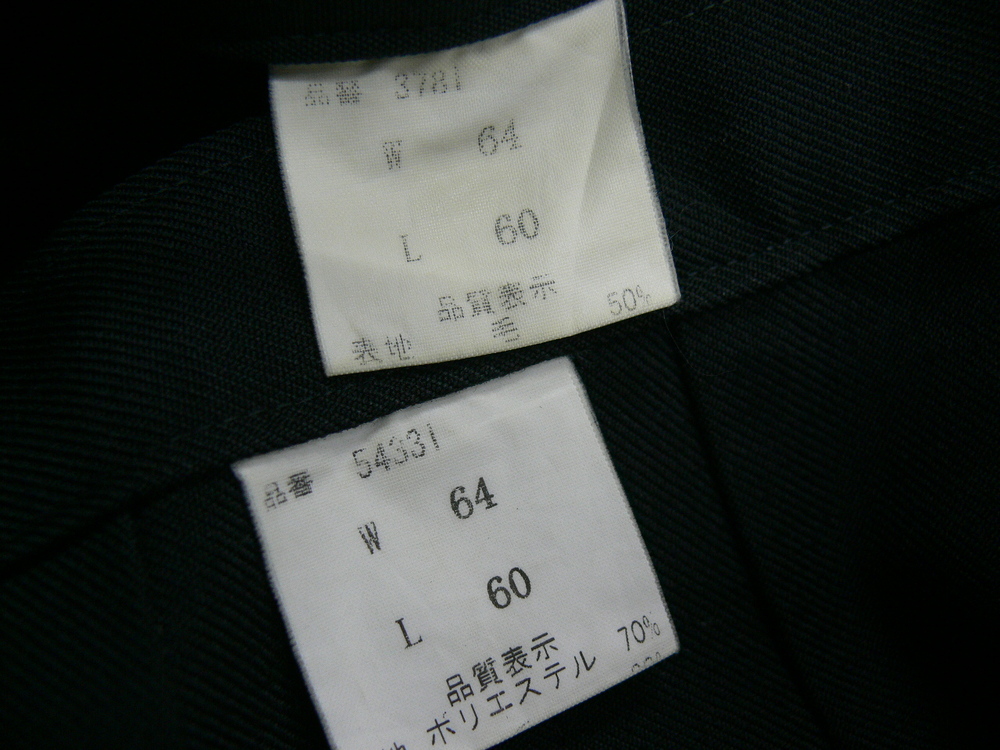 品番 3781
W 64
L 60
品質表示
表地 毛 50%
品番 54331
W 64
L 60
品質表示
地 ポリエステル 70%